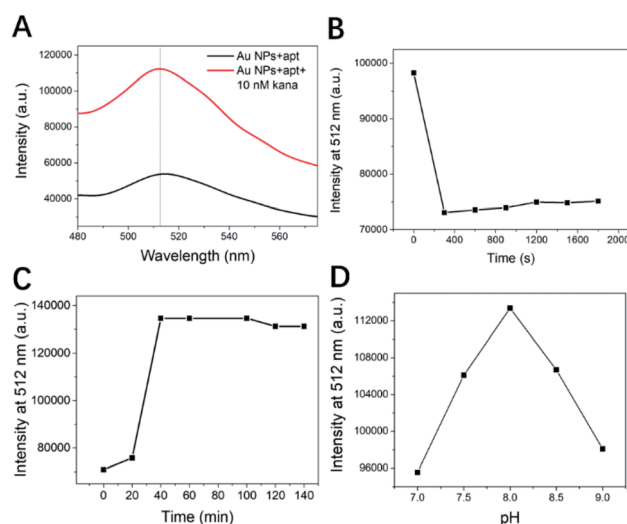 A
Au NPs+apt
Au NPs+apt+
10 nM kana
Intensity (a.u.)
120000
100000
80000
60000
40000
480
500
520
540
560
Wavelength (nm)
B
Intensity at 512 nm (a.u.)
100000
90000
80000
70000
0
400
800
1200
1600
2000
Time (s)
C
Intensity at 512 nm (a.u.)
140000
120000
100000
80000
0
20
40
60
80
100
120
140
Time (min)
D
Intensity at 512 nm (a.u.)
112000
108000
104000
100000
96000
7.0
7.5
8.0
8.5
9.0
pH